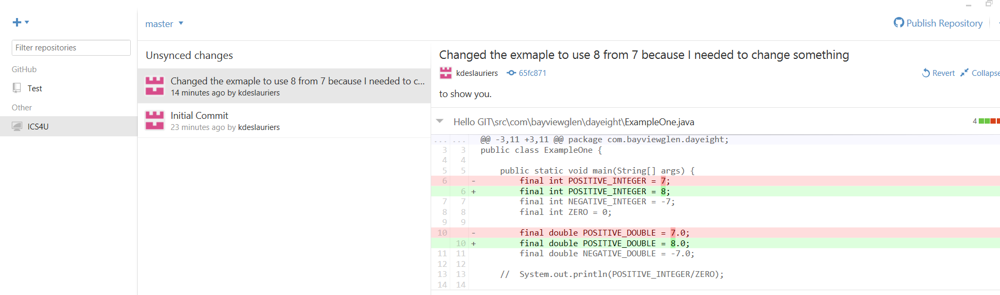 master
Publish Repository
Filter repositories
GitHub
Test
Other
ICS4U
Unsynced changes
Changed the exmaple to use 8 from 7 because I needed to c...
14 minutes ago by kdeslauriers
Initial Commit
23 minutes ago by kdeslauriers
Changed the exmaple to use 8 from 7 because I needed to change something
kdeslauriers 65fc871 Revert Collapse
to show you.
Hello GIT\src\com\bayviewglen\dayeight\ExampleOne.java 4
... ... @@ -3,11 +3,11 @@ package com.bayviewglen.dayeight;
3 3 public class ExampleOne {
4 4
5 5 public static void main(String[] args) {
6 - final int POSITIVE_INTEGER = 7;
6 + final int POSITIVE_INTEGER = 8;
7 7 final int NEGATIVE_INTEGER = -7;
8 8 final int ZERO = 0;
9 9
10 - final double POSITIVE_DOUBLE = 7.0;
10 + final double POSITIVE_DOUBLE = 8.0;
11 11 final double NEGATIVE_DOUBLE = -7.0;
12 12
13 13 // System.out.println(POSITIVE_INTEGER/ZERO);
14 14